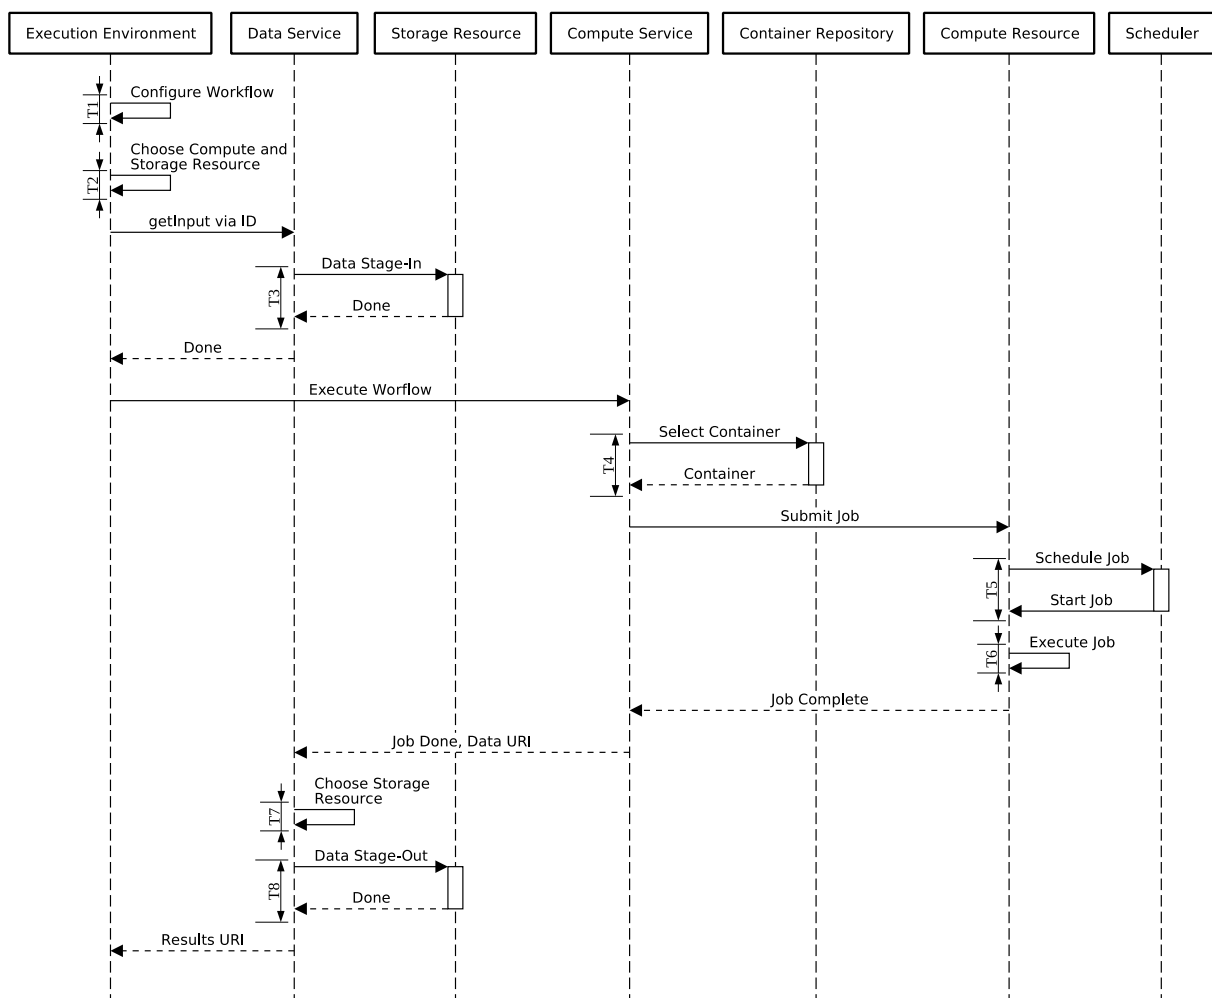 Execution Environment
Data Service
Storage Resource
Compute Service
Container Repository
Compute Resource
Scheduler
Configure Workflow
T1
Choose Compute and
Storage Resource
T2
getInput via ID
Data Stage-In
T3
Done
Done
Execute Worflow
Select Container
T4
Container
Submit Job
Schedule Job
T5
Start Job
Execute Job
T6
Job Complete
Job Done, Data URI
Choose Storage
Resource
T7
Data Stage-Out
T8
Done
Results URI